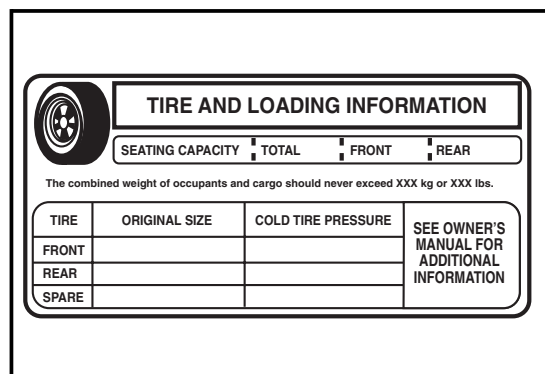 TIRE AND LOADING INFORMATION
SEATING CAPACITY TOTAL FRONT REAR
The combined weight of occupants and cargo should never exceed XXX kg or XXX lbs.
TIRE ORIGINAL SIZE COLD TIRE PRESSURE
SEE OWNER'S
MANUAL FOR
ADDITIONAL
INFORMATION
FRONT
REAR
SPARE